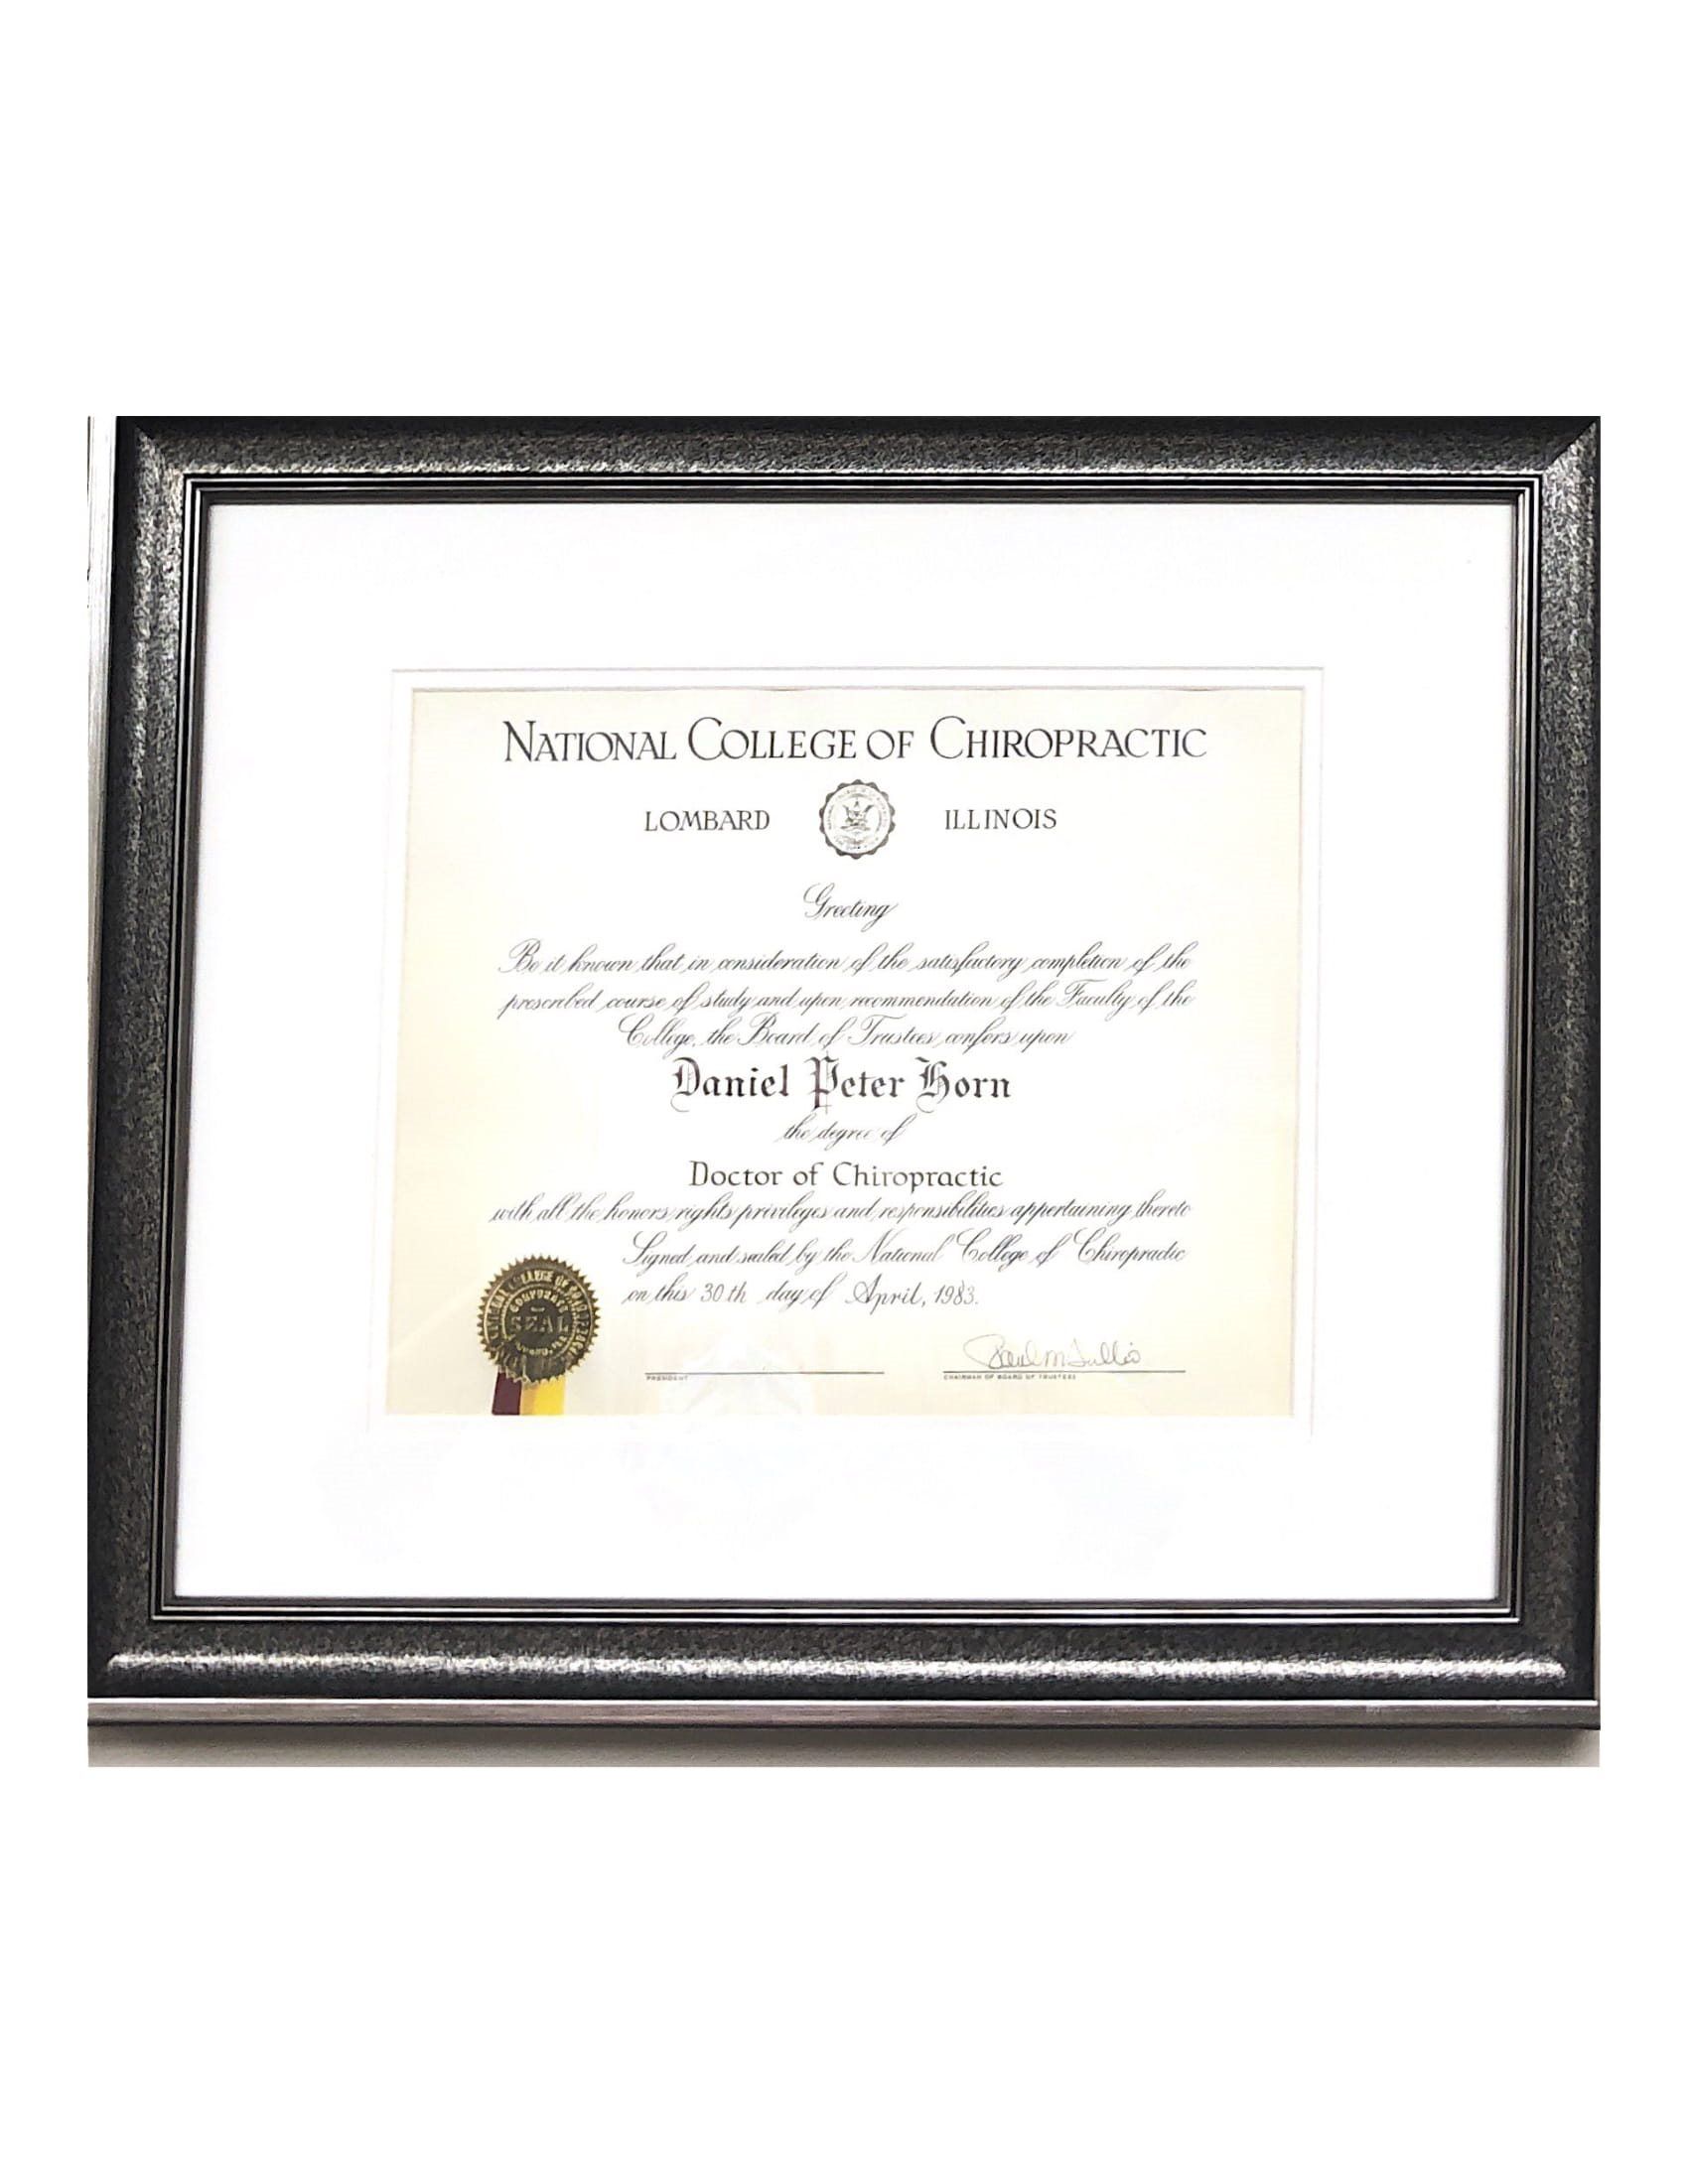 NATIONAL COLLEGE OF CHIROPRACTIC
LOMBARD ILLINOIS
Greeting
Be it known that in consideration of the satisfactory completion of the
prescribed course of study and upon recommendation of the Faculty of the
College, the Board of Trustees confers upon
Daniel Peter Horn
the degree of
Doctor of Chiropractic
with all the honors rights privileges and responsibilities appertaining thereto
Signed and sealed by the National College of Chiropractic
on this 30th day of April, 1983.
SEAL
PRESIDENT
CHAIRMAN OF BOARD OF TRUSTEES